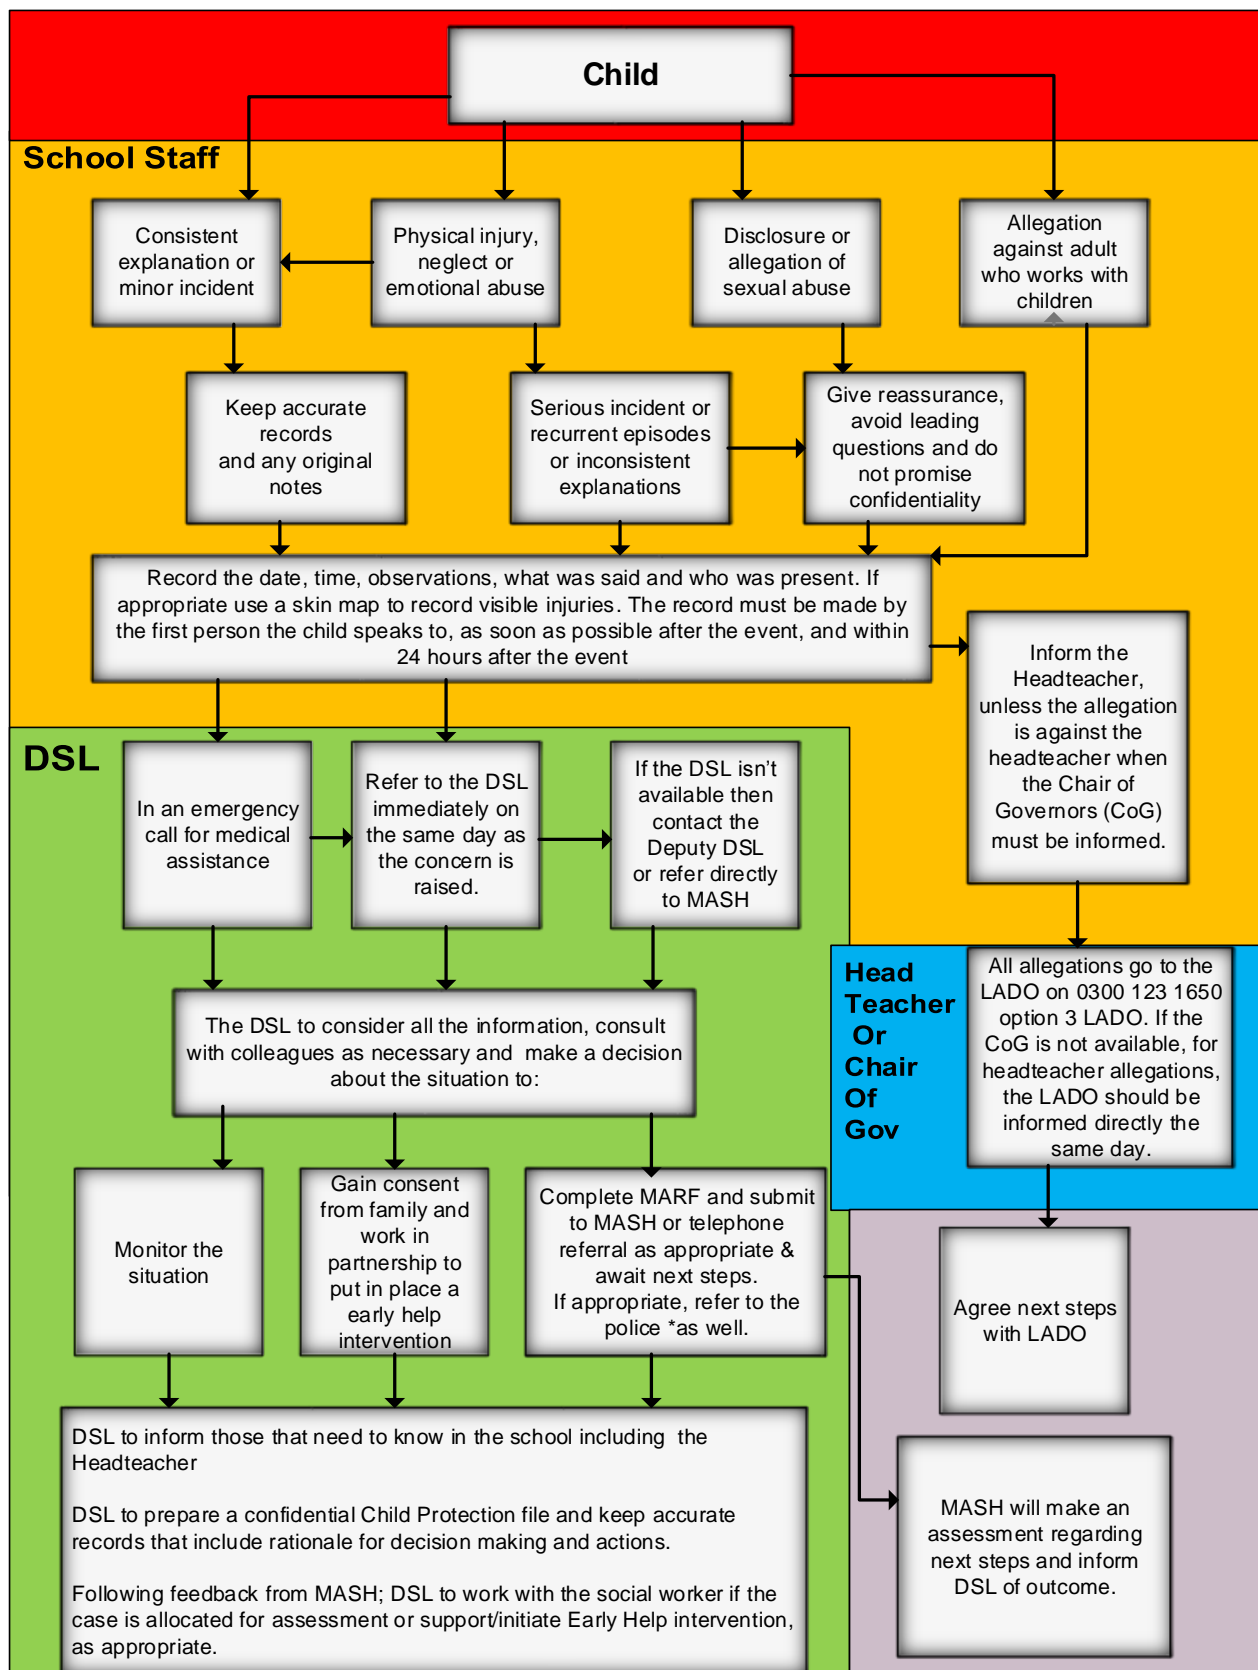 Child
School Staff
Consistent
explanation or
minor incident
Physical injury,
neglect or
emotional abuse
Disclosure or
allegation of
sexual abuse
Allegation
against adult
who works with
children
Keep accurate
records
and any original
notes
Serious incident or
recurrent episodes
or inconsistent
explanations
Give reassurance,
avoid leading
questions and do
not promise
confidentiality
Record the date, time, observations, what was said and who was present. If
appropriate use a skin map to record visible injuries. The record must be made by
the first person the child speaks to, as soon as possible after the event, and within
24 hours after the event
Inform the
Headteacher,
unless the allegation
is against the
headteacher when
the Chair of
Governors (CoG)
must be informed.
DSL
In an emergency
call for medical
assistance
Refer to the DSL
immediately on
the same day as
the concern is
raised.
If the DSL isn't
available then
contact the
Deputy DSL
or refer directly
to MASH
Head
Teacher
Or
Chair
Of
Gov
All allegations go to the
LADO on 0300 123 1650
option 3 LADO. If the
CoG is not available, for
headteacher allegations,
the LADO should be
informed directly the
same day.
The DSL to consider all the information, consult
with colleagues as necessary and make a decision
about the situation to:
Monitor the
situation
Gain consent
from family and
work in
partnership to
put in place a
early help
intervention
Complete MARF and submit
to MASH or telephone
referral as appropriate &
await next steps.
If appropriate, refer to the
police *as well.
Agree next steps
with LADO
DSL to inform those that need to know in the school including the
Headteacher
DSL to prepare a confidential Child Protection file and keep accurate
records that include rationale for decision making and actions.
Following feedback from MASH; DSL to work with the social worker if the
case is allocated for assessment or support/initiate Early Help intervention,
as appropriate.
MASH will make an
assessment regarding
next steps and inform
DSL of outcome.